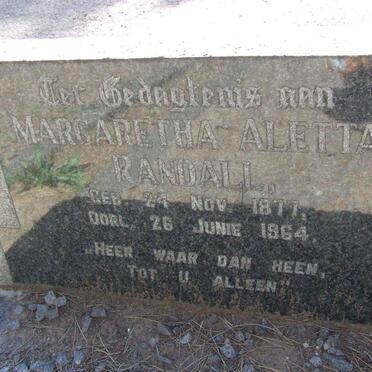 Ter Gedagtenis aan
MARGARETHA ALETTA
RANDALL,
GEB. 24 NOV. 1877.
OORL. 26 JUNIE 1964.
„HEER WAAR DAN HEEN,
TOT U ALLEEN"